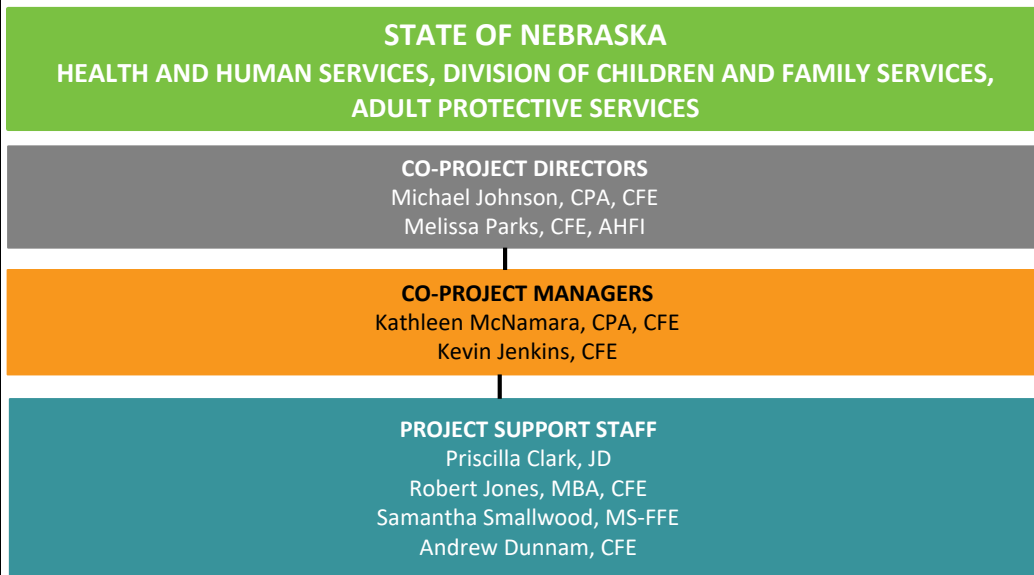 STATE OF NEBRASKA
HEALTH AND HUMAN SERVICES, DIVISION OF CHILDREN AND FAMILY SERVICES,
ADULT PROTECTIVE SERVICES
CO-PROJECT DIRECTORS
Michael Johnson, CPA, CFE
Melissa Parks, CFE, AHFI
CO-PROJECT MANAGERS
Kathleen McNamara, CPA, CFE
Kevin Jenkins, CFE
PROJECT SUPPORT STAFF
Priscilla Clark, JD
Robert Jones, MBA, CFE
Samantha Smallwood, MS-FFE
Andrew Dunnam, CFE